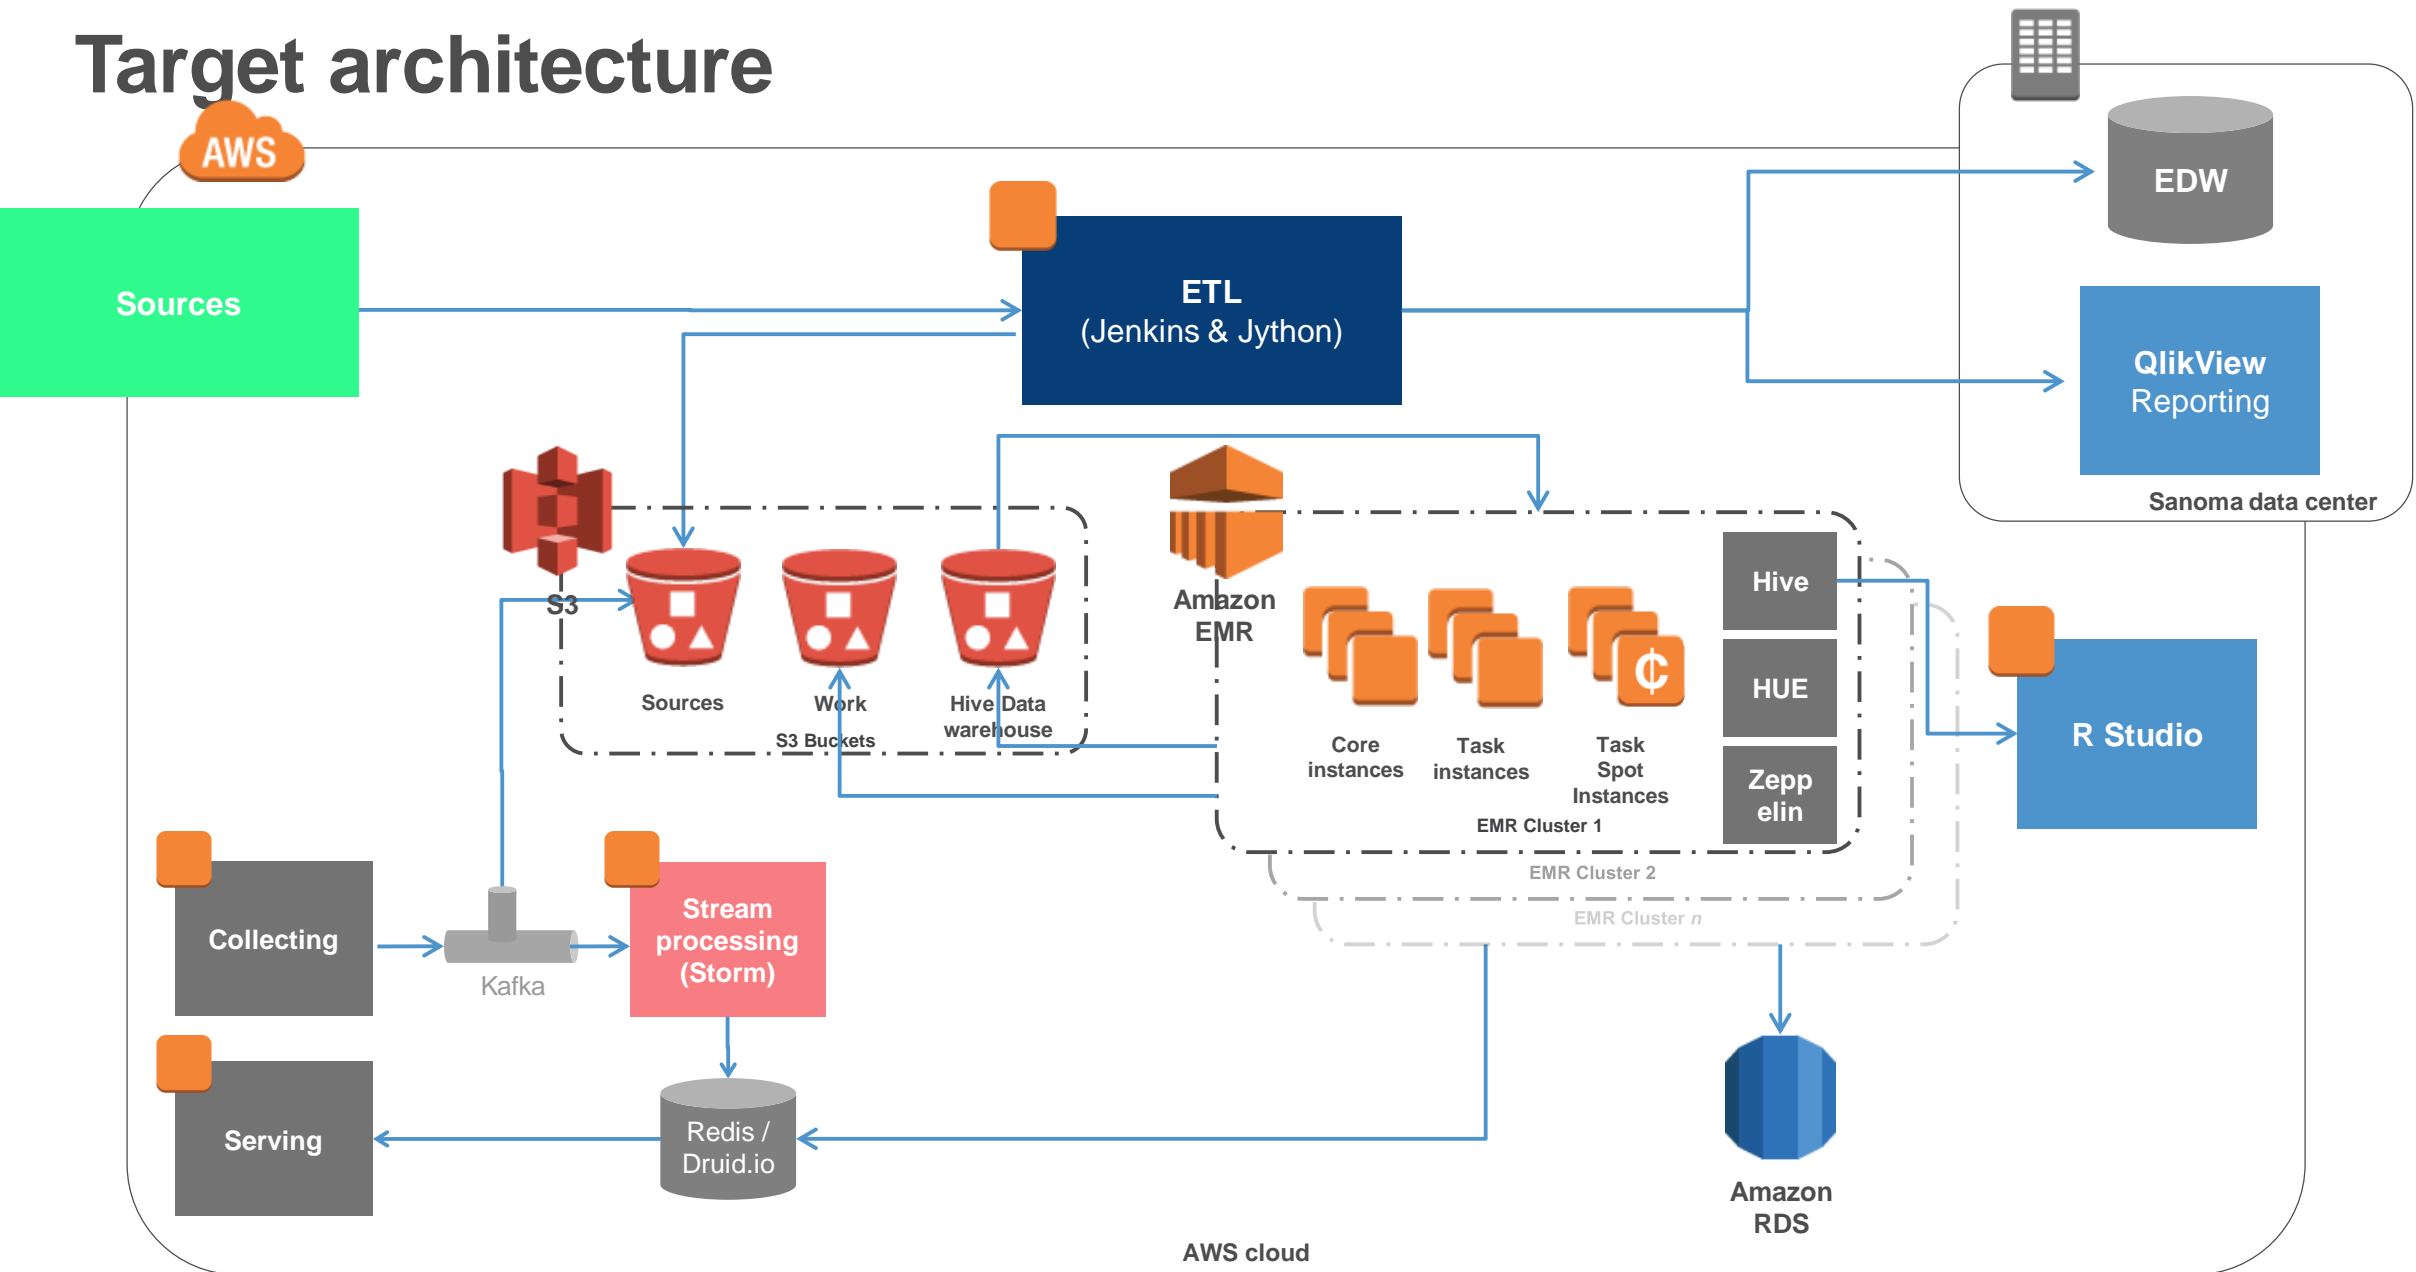 Target architecture
AWS
Sources
ETL
(Jenkins & Jython)
EDW
QlikView
Reporting
Sanoma data center
S3
Sources
Work
Hive Data
warehouse
S3 Buckets
Amazon
EMR
Core
instances
Task
instances
Task
Spot
Instances
¢
EMR Cluster 1
EMR Cluster 2
EMR Cluster n
Hive
HUE
Zepp
elin
R Studio
Collecting
Kafka
Stream
processing
(Storm)
Serving
Redis /
Druid.io
Amazon
RDS
AWS cloud